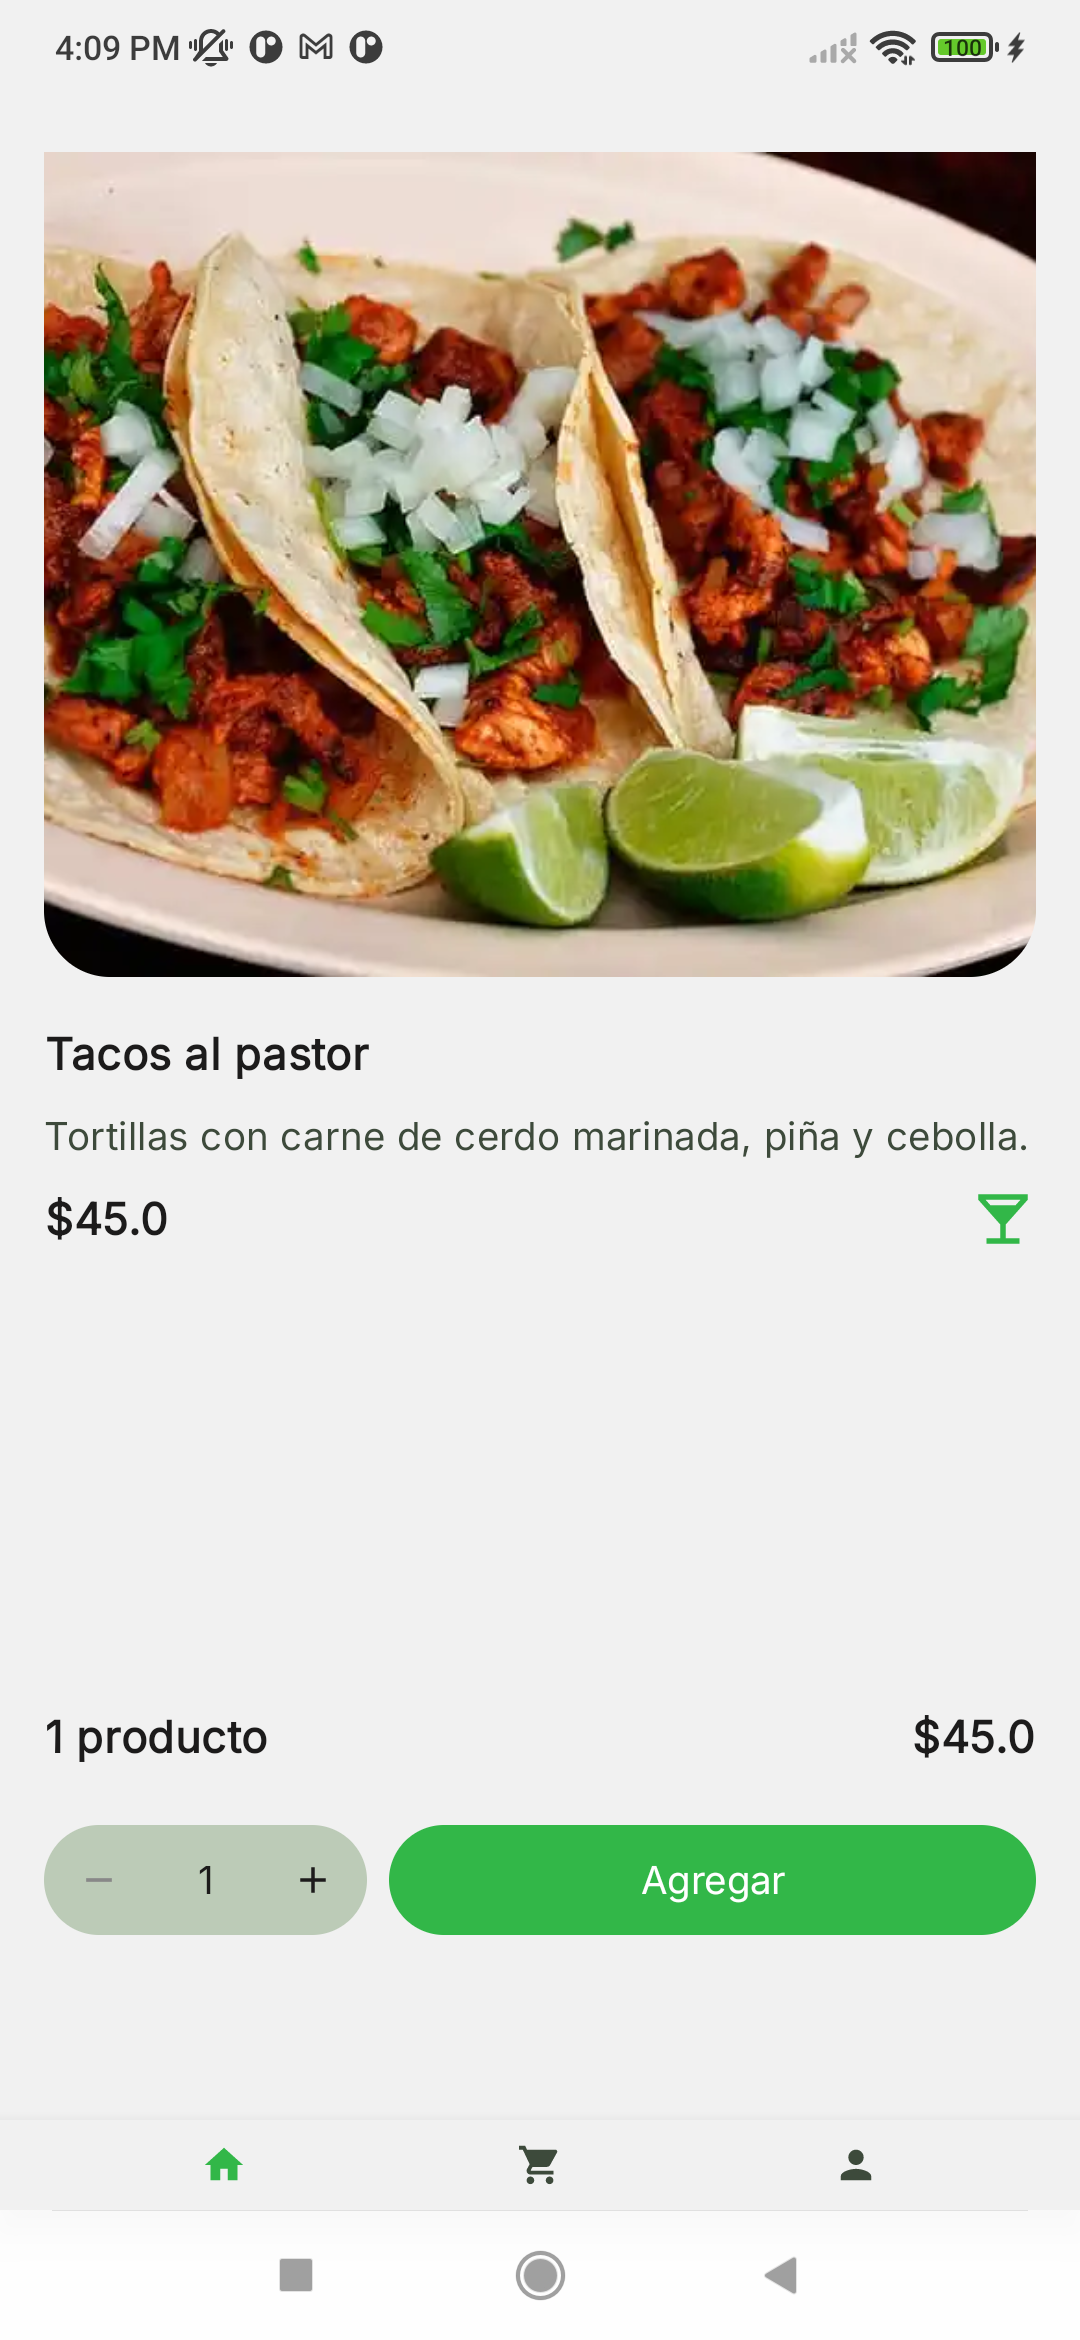 4:09 PM
100
Tacos al pastor
Tortillas con carne de cerdo marinada, piña y cebolla.
$45.0
1 producto
$45.0
1
Agregar